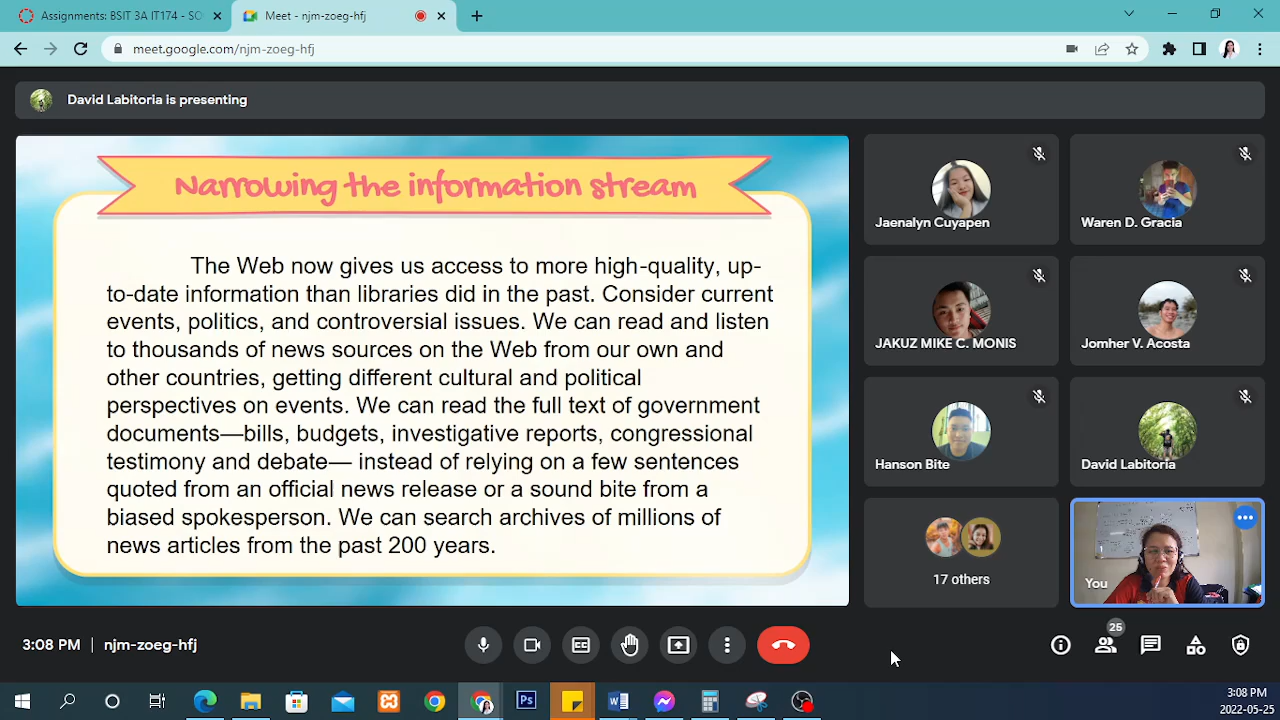 Assignments: BSIT 3A IT174 - SO
Meet - njm-zoeg-hfj
meet.google.com/njm-zoeg-hfj
David Labitoria is presenting
Narrowing the information stream
The Web now gives us access to more high-quality, up-
to-date information than libraries did in the past. Consider current
events, politics, and controversial issues. We can read and listen
to thousands of news sources on the Web from our own and
other countries, getting different cultural and political
perspectives on events. We can read the full text of government
documents—bills, budgets, investigative reports, congressional
testimony and debate— instead of relying on a few sentences
quoted from an official news release or a sound bite from a
biased spokesperson. We can search archives of millions of
news articles from the past 200 years.
Jaenalyn Cuyapen
Waren D. Gracia
JAKUZ MIKE C. MONIS
Jomher V. Acosta
Hanson Bite
David Labitoria
17 others
You
3:08 PM | njm-zoeg-hfj
25
3:08 PM
2022-05-25